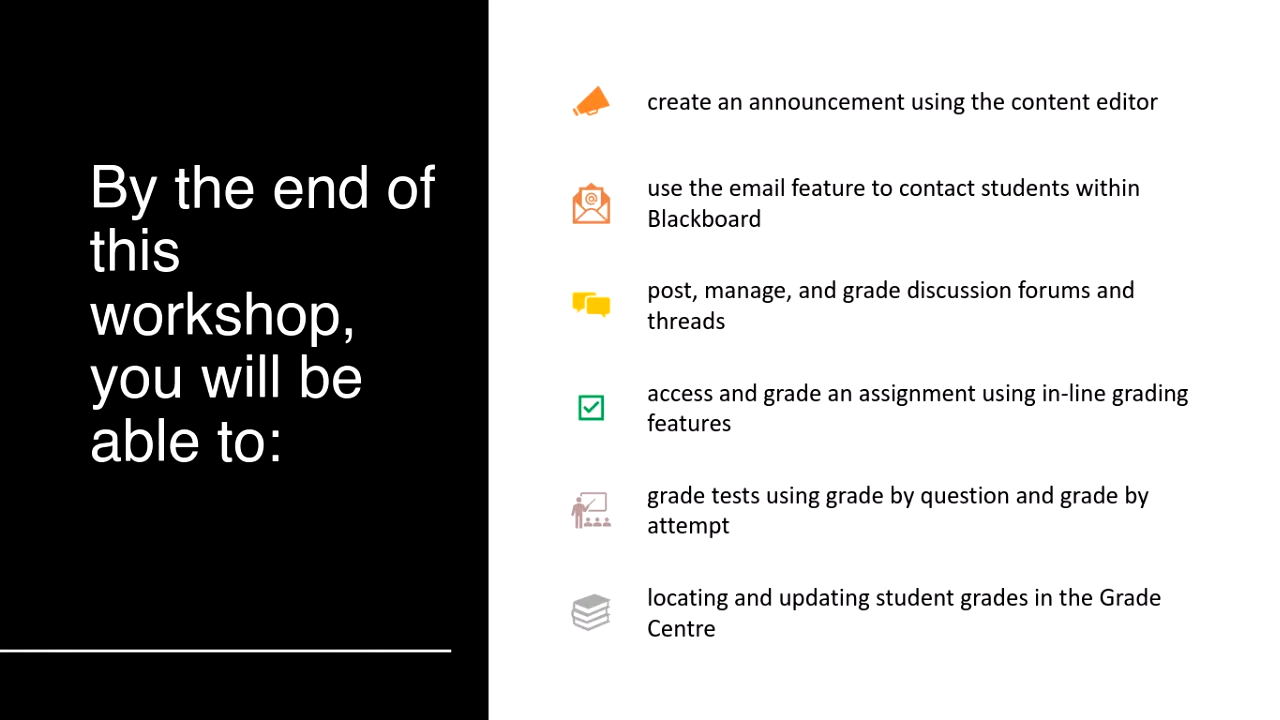 By the end of
this
workshop,
you will be
able to:
create an announcement using the content editor
use the email feature to contact students within
Blackboard
post, manage, and grade discussion forums and
threads
access and grade an assignment using in-line grading
features
grade tests using grade by question and grade by
attempt
locating and updating student grades in the Grade
Centre